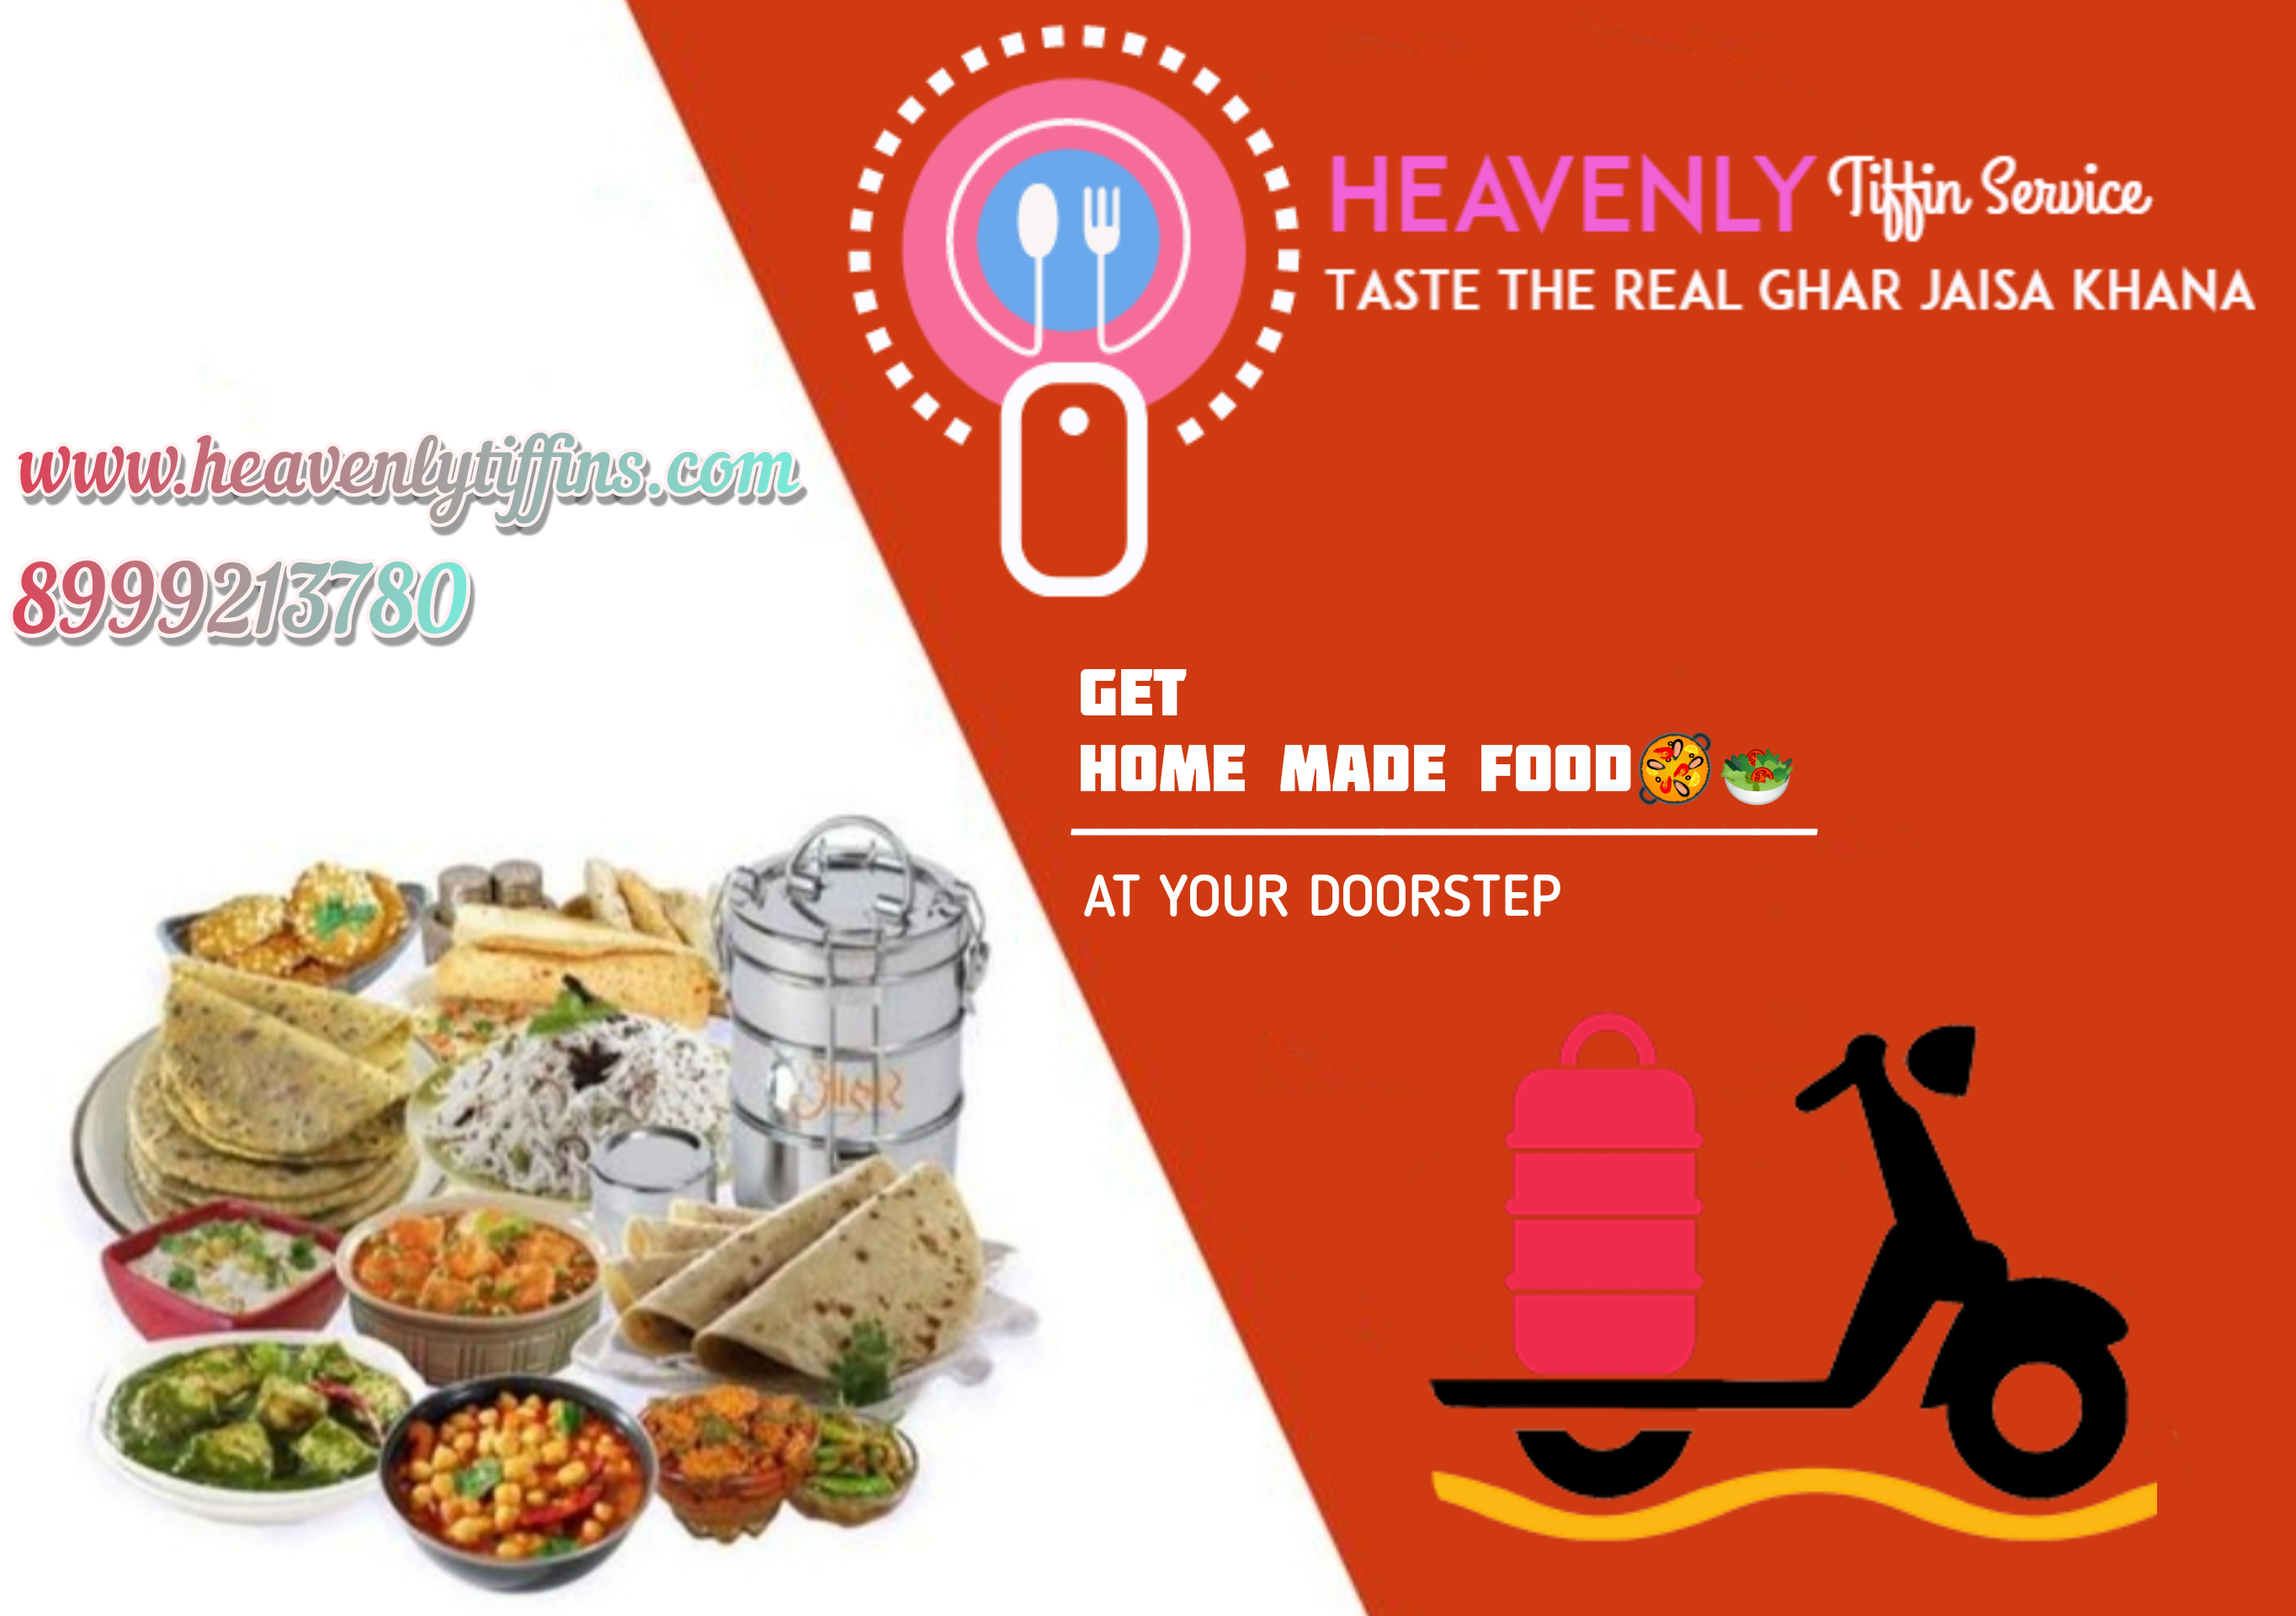 HEAVENLY Tiffin Service
TASTE THE REAL GHAR JAISA KHANA
www.heavenlytiffins.com
8999213780
GET
HOME MADE FOOD🥘🥗
AT YOUR DOORSTEP